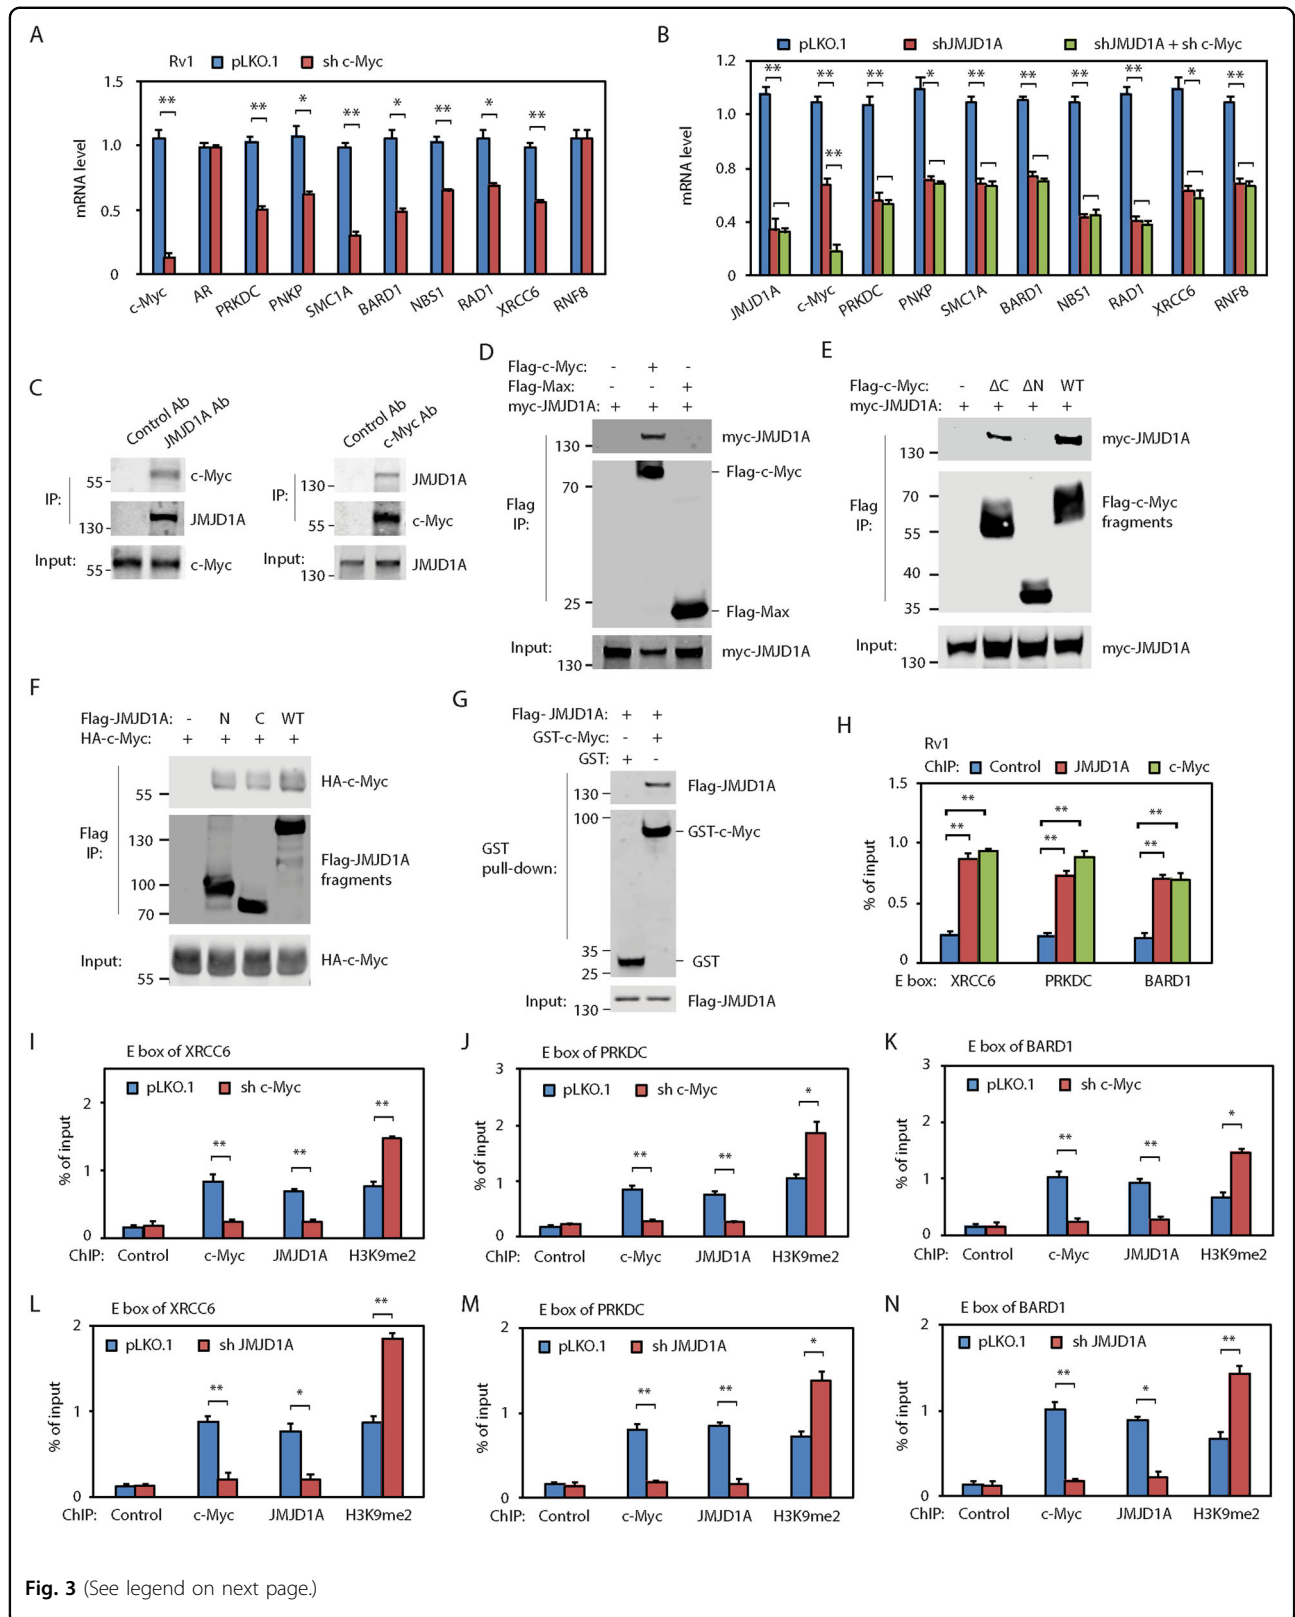 A
Rv1 pLKO.1 sh c-Myc
mRNA level
1.5
1.0
0.5
0
** ** * ** * ** * **
c-Myc AR PRKDC PNKP SMC1A BARD1 NBS1 RAD1 XRCC6 RNF8
B
pLKO.1 shJMJD1A shJMJD1A + sh c-Myc
mRNA level
1.2
0.8
0.4
0
** ** ** * ** ** ** ** * **
**
JMJD1A c-Myc PRKDC PNKP SMC1A BARD1 NBS1 RAD1 XRCC6 RNF8
C
Control Ab JMJD1A Ab
IP:
55 c-Myc
130 JMJD1A
Input: 55 c-Myc
Control Ab c-Myc Ab
IP:
130 JMJD1A
55 c-Myc
Input: 130 JMJD1A
D
Flag-c-Myc: - + -
Flag-Max: - - +
myc-JMJD1A: + + +
Flag IP:
130 myc-JMJD1A
70 Flag-c-Myc
25 Flag-Max
Input: 130 myc-JMJD1A
E
Flag-c-Myc: - ΔC ΔN WT
myc-JMJD1A: + + + +
Flag IP:
130 myc-JMJD1A
70
55
40
35
Flag-c-Myc
fragments
Input: 130 myc-JMJD1A
F
Flag-JMJD1A: - N C WT
HA-c-Myc: + + + +
Flag IP:
55 HA-c-Myc
130
100
70
Flag-JMJD1A
fragments
Input: 55 HA-c-Myc
G
Flag-JMJD1A: + +
GST-c-Myc: - +
GST: + -
GST
pull-down:
130 Flag-JMJD1A
100 GST-c-Myc
35
25 GST
Input: 130 Flag-JMJD1A
H
Rv1
ChIP: Control JMJD1A c-Myc
% of input
1.5
1.0
0.5
0
** ** **
** ** **
E box: XRCC6 PRKDC BARD1
I
E box of XRCC6
pLKO.1 sh c-Myc
% of input
2
1
0
** ** **
ChIP: Control c-Myc JMJD1A H3K9me2
J
E box of PRKDC
pLKO.1 sh c-Myc
% of input
3
2
1
0
** ** *
ChIP: Control c-Myc JMJD1A H3K9me2
K
E box of BARD1
pLKO.1 sh c-Myc
% of input
3
2
1
0
** ** *
ChIP: Control c-Myc JMJD1A H3K9me2
L
E box of XRCC6
pLKO.1 sh JMJD1A
% of input
2
1
0
** * **
ChIP: Control c-Myc JMJD1A H3K9me2
M
E box of PRKDC
pLKO.1 sh JMJD1A
% of input
2
1
0
** ** *
ChIP: Control c-Myc JMJD1A H3K9me2
N
E box of BARD1
pLKO.1 sh JMJD1A
% of input
2
1
0
** * **
ChIP: Control c-Myc JMJD1A H3K9me2
Fig. 3 (See legend on next page.)